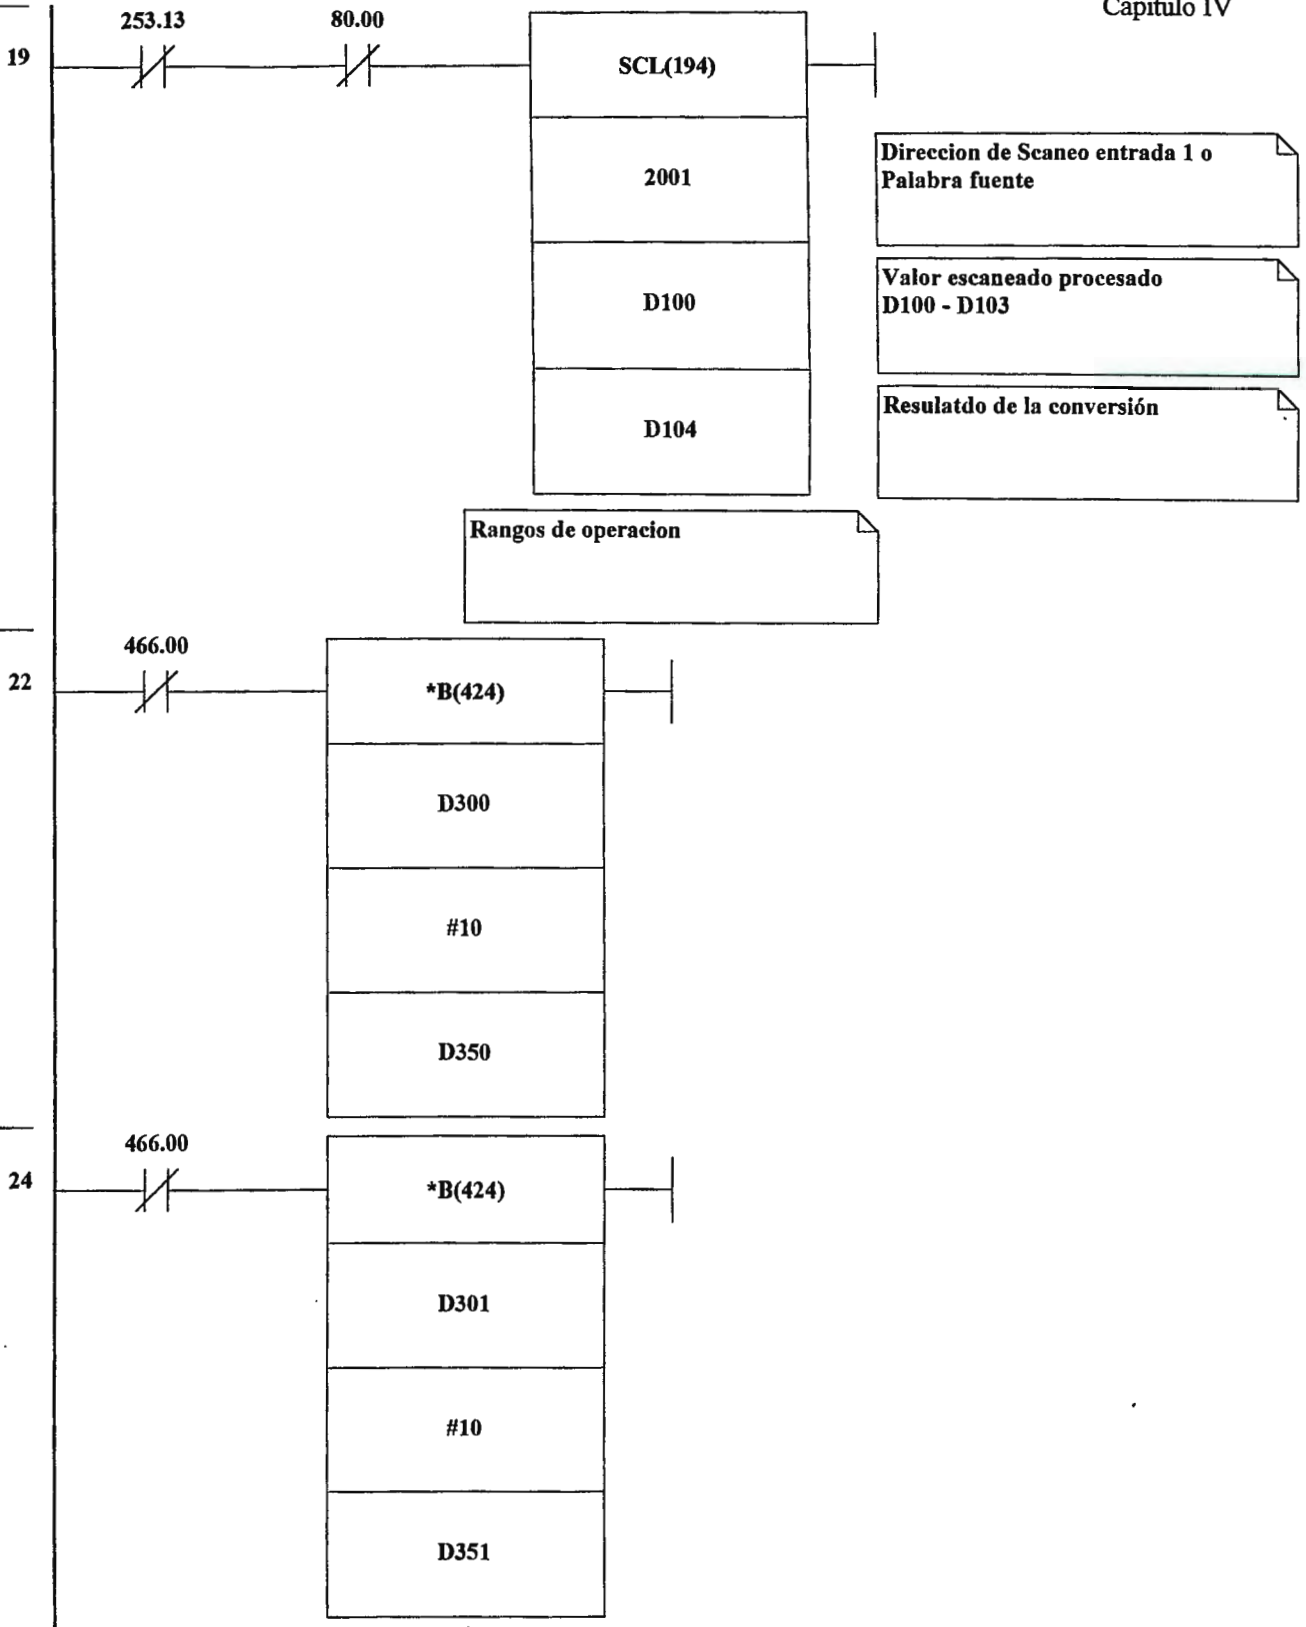 Capítulo IV
253.13
80.00
19
SCL(194)
2001
Direccion de Scaneo entrada 1 o
Palabra fuente
D100
Valor escaneado procesado
D100 - D103
D104
Resulatdo de la conversión
Rangos de operacion
466.00
22
*B(424)
D300
#10
D350
466.00
24
*B(424)
D301
#10
D351